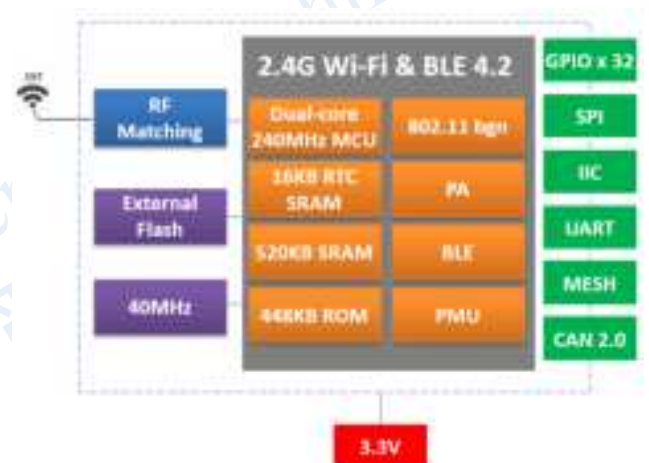 2.4G Wi-Fi & BLE 4.2
GPIO x 32
RF
Matching
Dual-core
240MHz MCU
802.11 bgn
SPI
16KB RTC
SRAM
PA
IIC
External
Flash
UART
520KB SRAM
BLE
MESH
40MHz
448KB ROM
PMU
CAN 2.0
3.3V